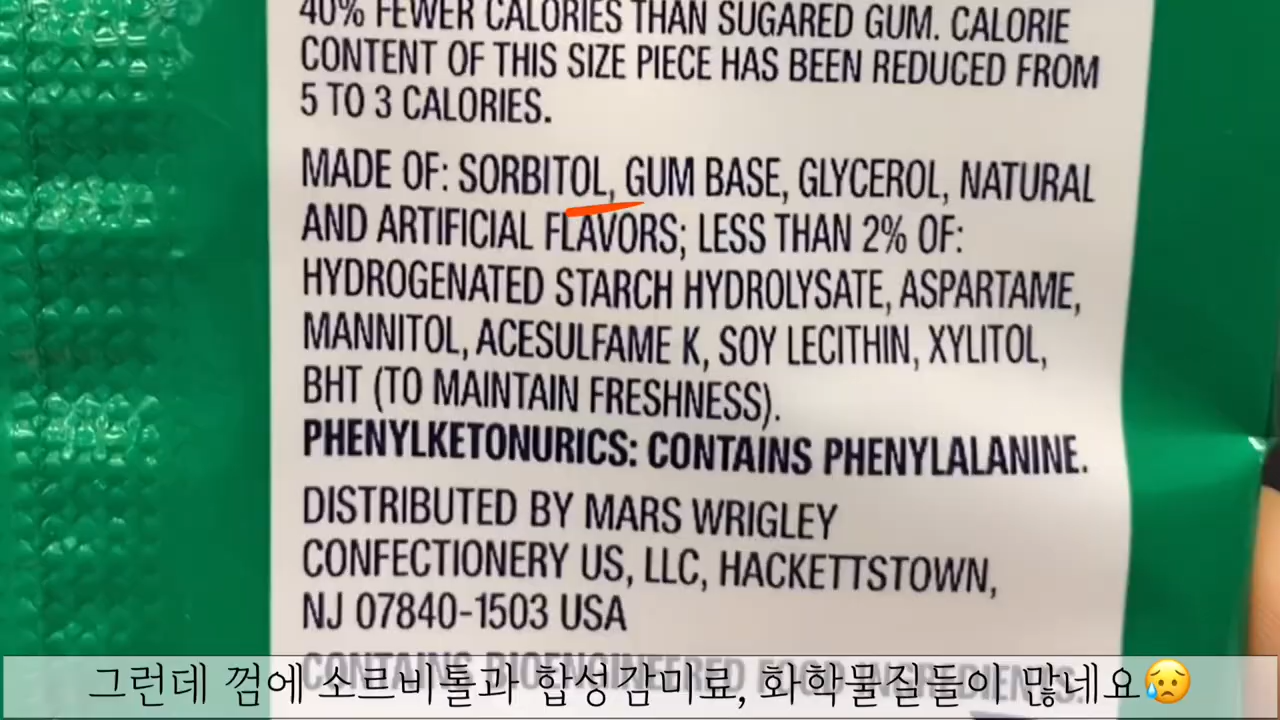 40% FEWER CALORIES THAN SUGARED GUM. CALORIE
CONTENT OF THIS SIZE PIECE HAS BEEN REDUCED FROM
5 TO 3 CALORIES.
MADE OF: SORBITOL, GUM BASE, GLYCEROL, NATURAL
AND ARTIFICIAL FLAVORS; LESS THAN 2% OF:
HYDROGENATED STARCH HYDROLYSATE, ASPARTAME,
MANNITOL, ACESULFAME K, SOY LECITHIN, XYLITOL,
BHT (TO MAINTAIN FRESHNESS).
PHENYLKETONURICS: CONTAINS PHENYLALANINE.
DISTRIBUTED BY MARS WRIGLEY
CONFECTIONERY US, LLC, HACKETTSTOWN,
NJ 07840-1503 USA
CONTAINS BIOENGINEERED FOOD INGREDIENTS.
그런데 껌에 소르비톨과 합성감미료, 화학물질들이 많네요😥